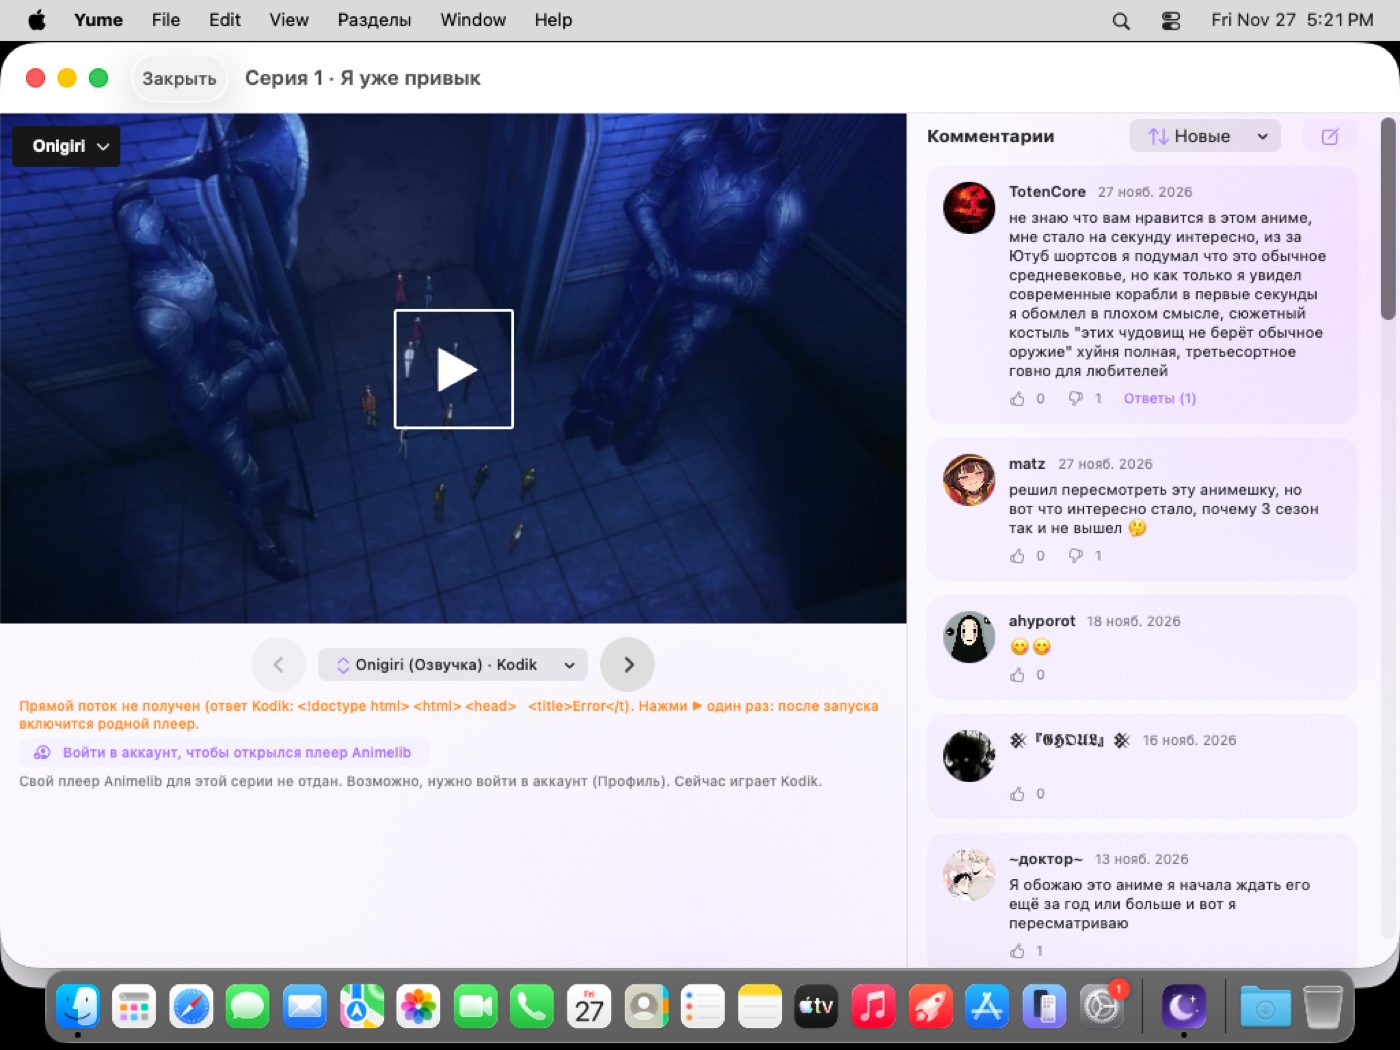 Yume File Edit View Разделы Window Help Fri Nov 27 5:21 PM
Закрыть Серия 1 · Я уже привык
Onigiri
Onigiri (Озвучка) · Kodik
Прямой поток не получен (ответ Kodik: <!doctype html> <html> <head> <title>Error</t). Нажми ▶ один раз: после запуска
включится родной плеер.
Войти в аккаунт, чтобы открылся плеер Animelib
Свой плеер Animelib для этой серии не отдан. Возможно, нужно войти в аккаунт (Профиль). Сейчас играет Kodik.
Комментарии Новые
TotenCore 27 нояб. 2026
не знаю что вам нравится в этом аниме,
мне стало на секунду интересно, из за
Ютуб шортсов я подумал что это обычное
средневековье, но как только я увидел
современные корабли в первые секунды
я обомлел в плохом смысле, сюжетный
костыль "этих чудовищ не берёт обычное
оружие" хуйня полная, третьесортное
говно для любителей
0 1 Ответы (1)
matz 27 нояб. 2026
решил пересмотреть эту анимешку, но
вот что интересно стало, почему 3 сезон
так и не вышел 🤔
0 1
ahyporot 18 нояб. 2026
😋😋
0
※『𝕲𝕳𝕺𝖀𝕷』※ 16 нояб. 2026
0
~доктор~ 13 нояб. 2026
Я обожаю это аниме я начала ждать его
ещё за год или больше и вот я
пересматриваю
1
Fri
27
tv
1